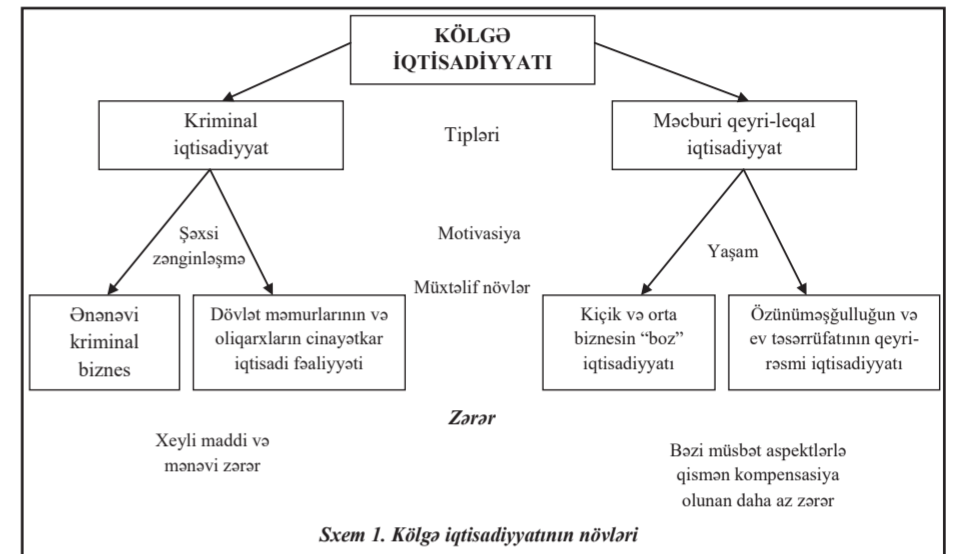 KÖLGƏ
İQTİSADİYYATI
Kriminal
iqtisadiyyat
Tipləri
Məcburi qeyri-leqal
iqtisadiyyat
Şəxsi
zənginləşmə
Motivasiya
Yaşam
Müxtəlif növlər
Ənənəvi
kriminal
biznes
Dövlət məmurlarının və
oliqarxların cinayətkar
iqtisadi fəaliyyəti
Kiçik və orta
biznesin “boz”
iqtisadiyyatı
Özünüməşğulluğun və
ev təsərrüfatının qeyri-
rəsmi iqtisadiyyatı
Zərər
Xeyli maddi və
mənəvi zərər
Bəzi müsbət aspektlərlə
qismən kompensasiya
olunan daha az zərər
Sxem 1. Kölgə iqtisadiyyatının növləri